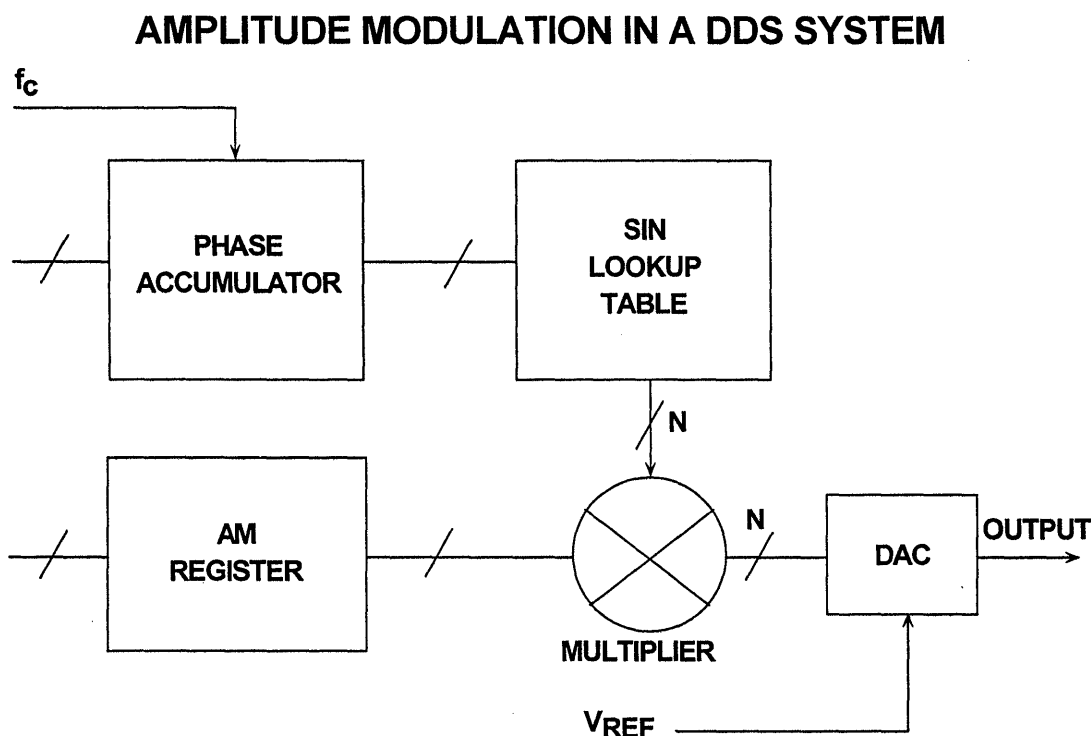 AMPLITUDE MODULATION IN A DDS SYSTEM
fc
PHASE
ACCUMULATOR
SIN
LOOKUP
TABLE
N
AM
REGISTER
MULTIPLIER
N
DAC
OUTPUT
VREF